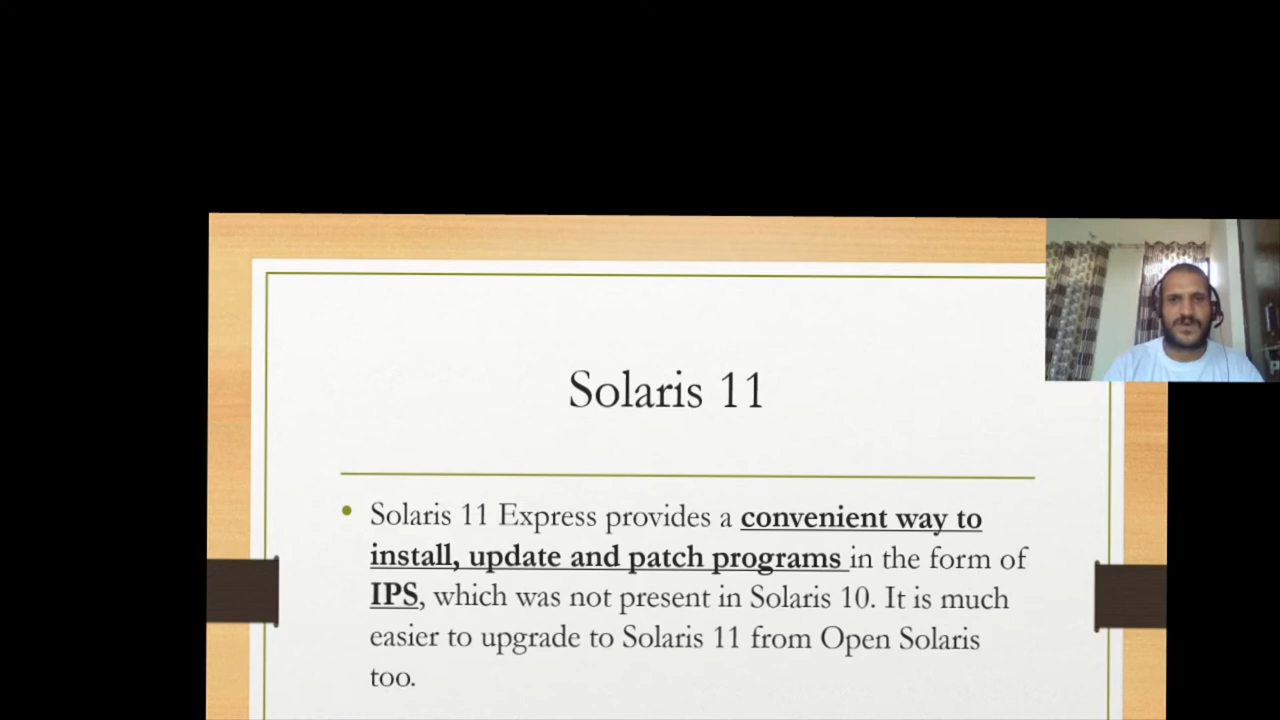 Solaris 11
• Solaris 11 Express provides a convenient way to
install, update and patch programs in the form of
IPS, which was not present in Solaris 10. It is much
easier to upgrade to Solaris 11 from Open Solaris
too.